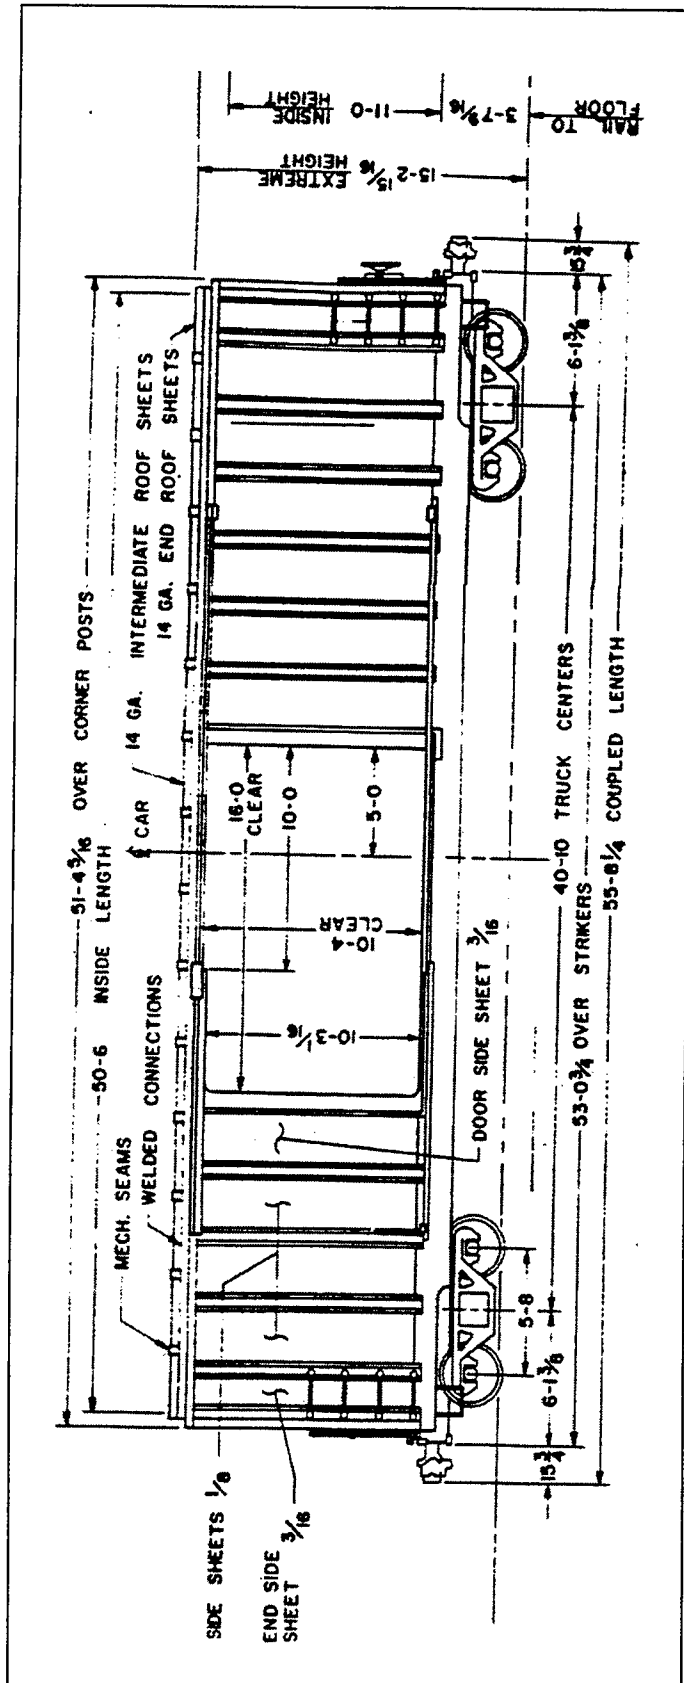 51-4 5/16 OVER CORNER POSTS
50-6 INSIDE LENGTH
MECH. SEAMS
WELDED CONNECTIONS
℄ CAR
14 GA. INTERMEDIATE ROOF SHEETS
14 GA. END ROOF SHEETS
SIDE SHEETS 1/8
END SIDE
SHEET 3/16
16-0
CLEAR
10-0
5-0
10-4
CLEAR
10-3 1/16
DOOR SIDE SHEET 3/16
15-2 15/16 EXTREME
HEIGHT
11-0 INSIDE
HEIGHT
3-7 9/16
RAIL TO
FLOOR
5-8
6-1 3/8
15 3/4
40-10 TRUCK CENTERS
6-1 3/8
15 3/4
53-0 3/4 OVER STRIKERS
55-8 1/4 COUPLED LENGTH